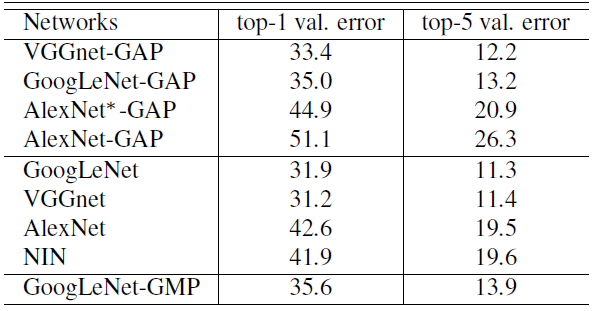 Networks top-1 val. error top-5 val. error
VGGnet-GAP 33.4 12.2
GoogLeNet-GAP 35.0 13.2
AlexNet*-GAP 44.9 20.9
AlexNet-GAP 51.1 26.3
GoogLeNet 31.9 11.3
VGGnet 31.2 11.4
AlexNet 42.6 19.5
NIN 41.9 19.6
GoogLeNet-GMP 35.6 13.9